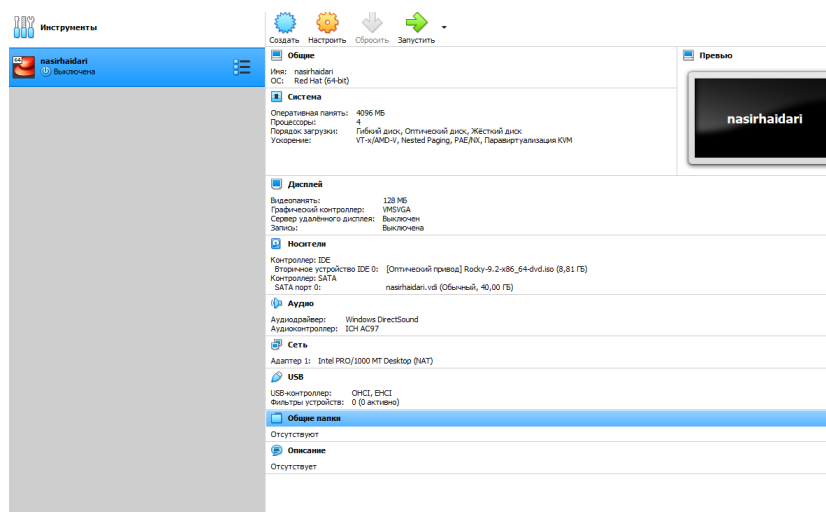 Инструменты
Создать Настроить Сбросить Запустить
64
nasirhaidari
Выключена
Общие
Имя: nasirhaidari
ОС: Red Hat (64-bit)
Превью
nasirhaidari
Система
Оперативная память: 4096 МБ
Процессоры: 4
Порядок загрузки: Гибкий диск, Оптический диск, Жёсткий диск
Ускорение: VT-x/AMD-V, Nested Paging, PAE/NX, Паравиртуализация KVM
Дисплей
Видеопамять: 128 МБ
Графический контроллер: VMSVGA
Сервер удалённого дисплея: Выключен
Запись: Выключена
Носители
Контроллер: IDE
Вторичное устройство IDE 0: [Оптический привод] Rocky-9.2-x86_64-dvd.iso (8,81 ГБ)
Контроллер: SATA
SATA порт 0: nasirhaidari.vdi (Обычный, 40,00 ГБ)
Аудио
Аудиодрайвер: Windows DirectSound
Аудиоконтроллер: ICH AC97
Сеть
Адаптер 1: Intel PRO/1000 MT Desktop (NAT)
USB
USB-контроллер: OHCI, EHCI
Фильтры устройств: 0 (0 активно)
Общие папки
Отсутствуют
Описание
Отсутствует